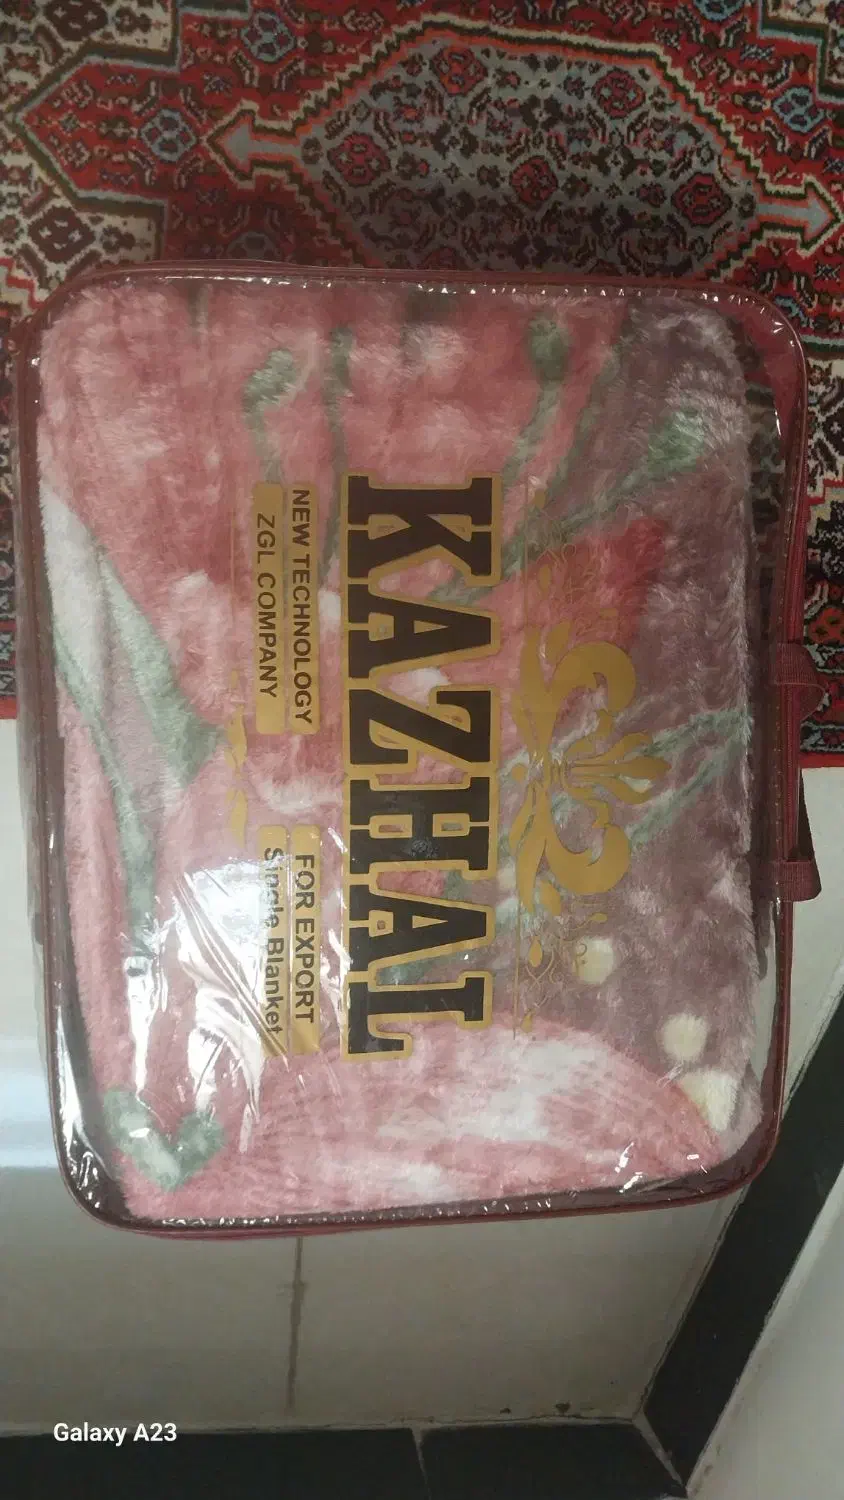 KAZHAL
NEW TECHNOLOGY
ZGL COMPANY
FOR EXPORT
Single Blanket
Galaxy A23